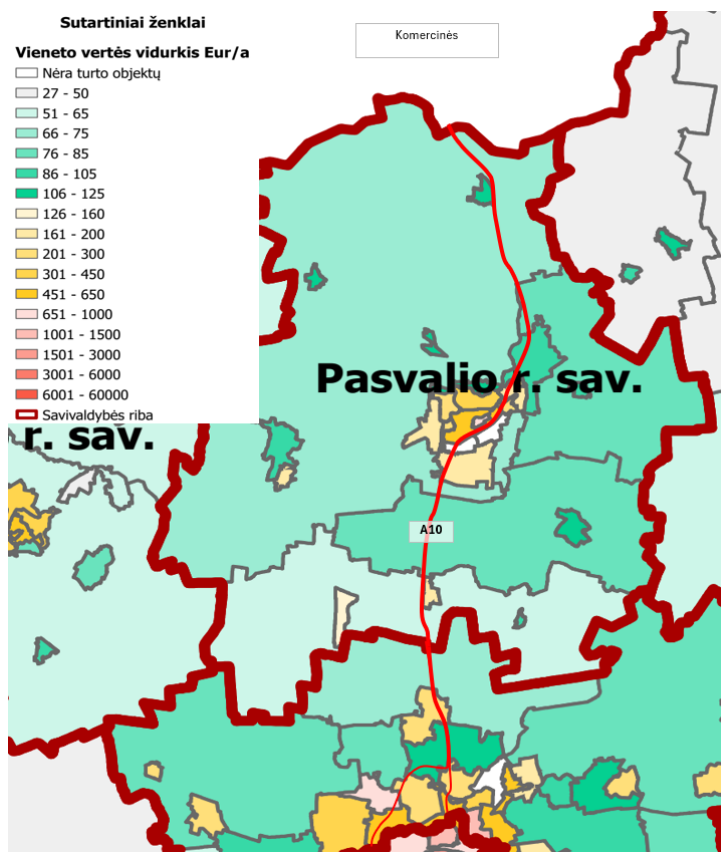 Sutartiniai ženklai
Vieneto vertės vidurkis Eur/a
Nėra turto objektų
27 - 50
51 - 65
66 - 75
76 - 85
86 - 105
106 - 125
126 - 160
161 - 200
201 - 300
301 - 450
451 - 650
651 - 1000
1001 - 1500
1501 - 3000
3001 - 6000
6001 - 60000
Savivaldybės riba
Komercinės
Pasvalio r. sav.
r. sav.
A10